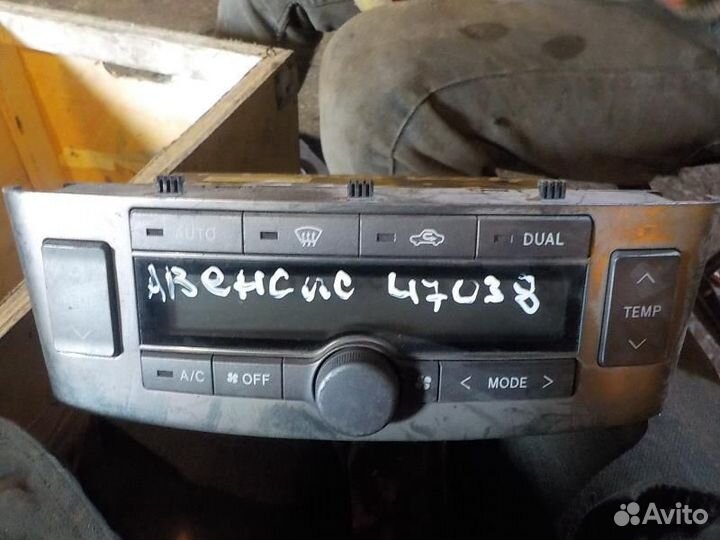 AUTO
DUAL
Авенсис 47038
TEMP
A/C
OFF
< MODE >
Avito